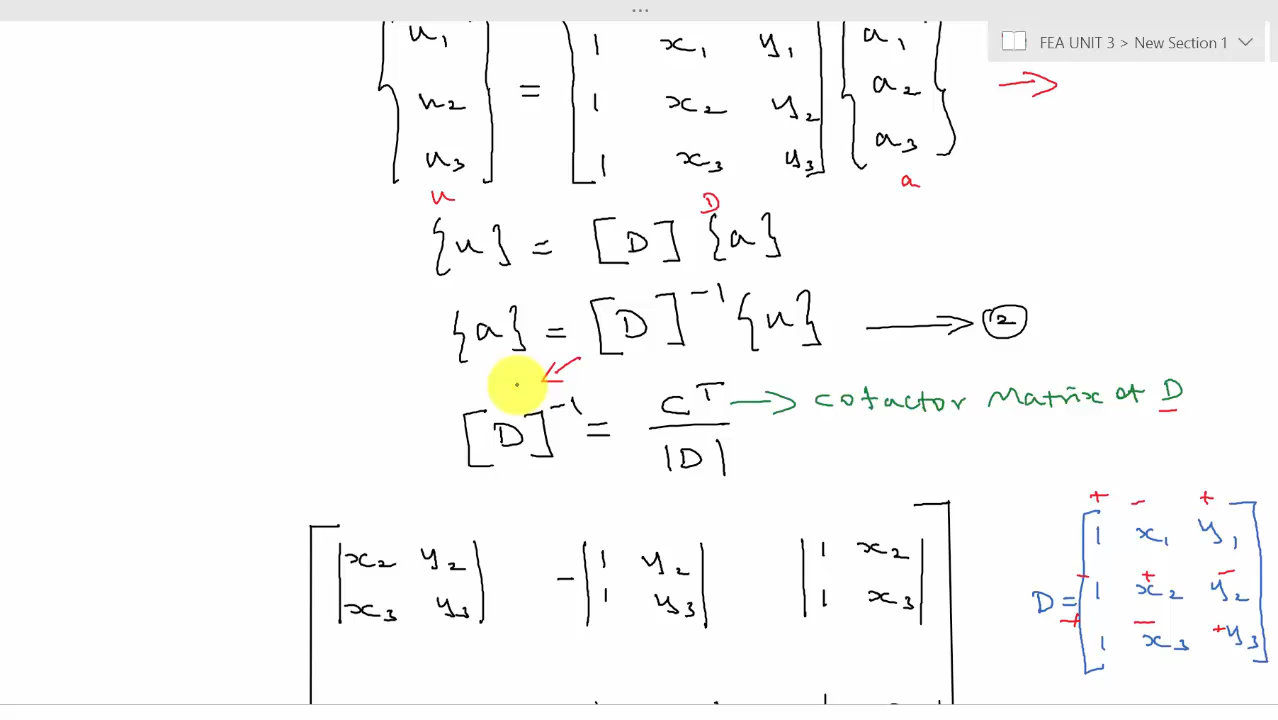 ...
FEA UNIT 3 > New Section 1
{u₁ = [1 x₁ y₁ {a₁
u₂ 1 x₂ y₂ a₂
u₃} 1 x₃ y₃] a₃} →
u D a
{u} = [D] {a}
{a} = [D]⁻¹ {u} → ②
[D]⁻¹ = Cᵀ / |D| → cofactor Matrix of D
+ - +
|x₂ y₂| -|1 y₂| |1 x₂|
|x₃ y₃| |1 y₃| |1 x₃|
D = [1 x₁ y₁
- 1 + x₂ - y₂
+ 1 - x₃ + y₃]